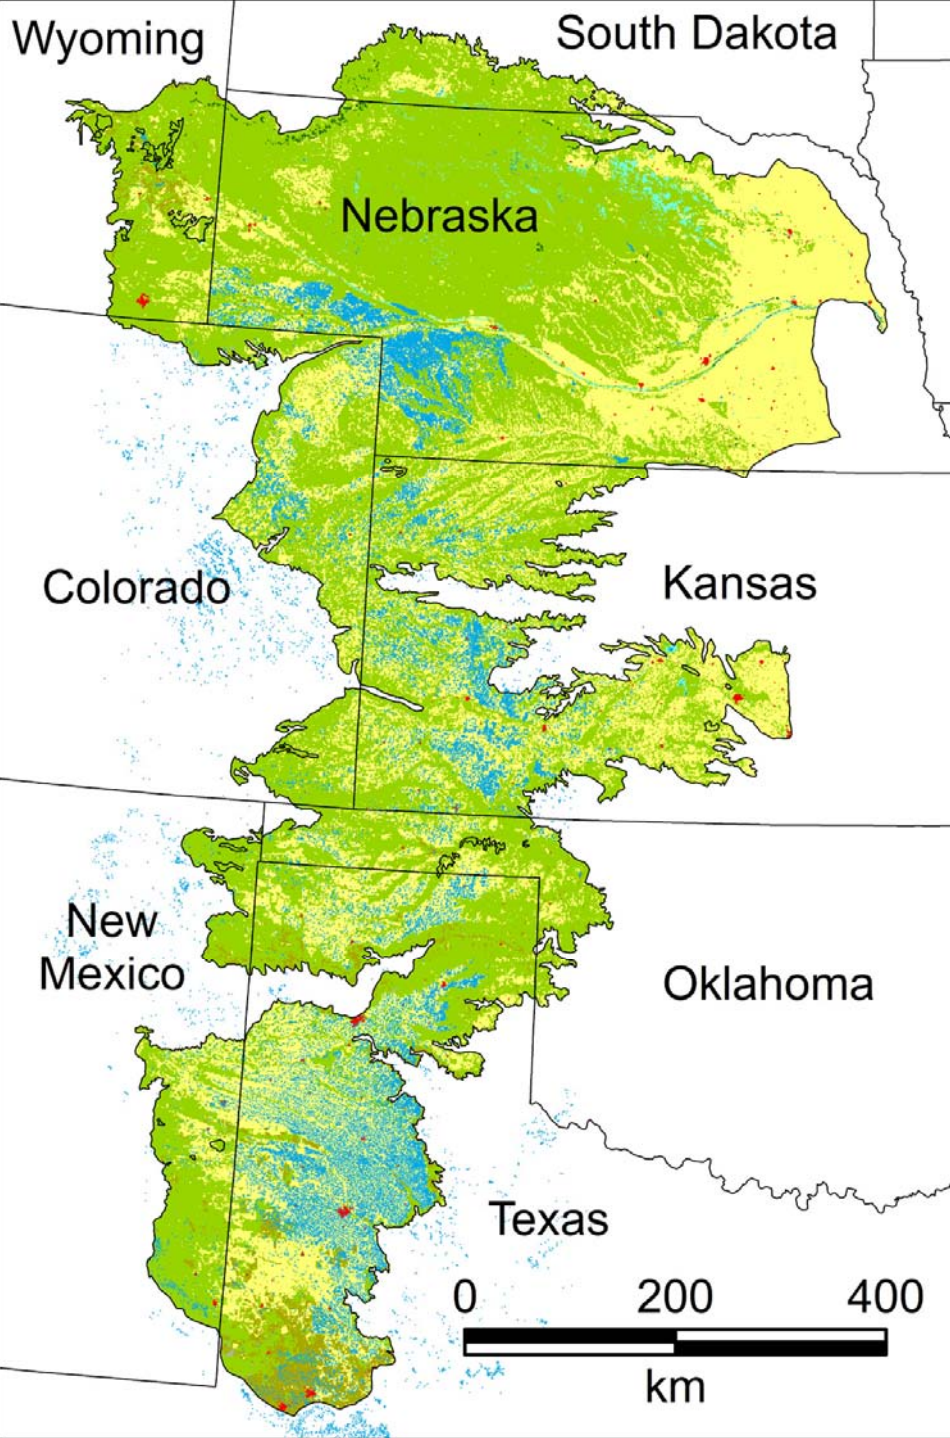 Wyoming
South Dakota
Nebraska
Colorado
Kansas
New
Mexico
Oklahoma
Texas
0 200 400
km